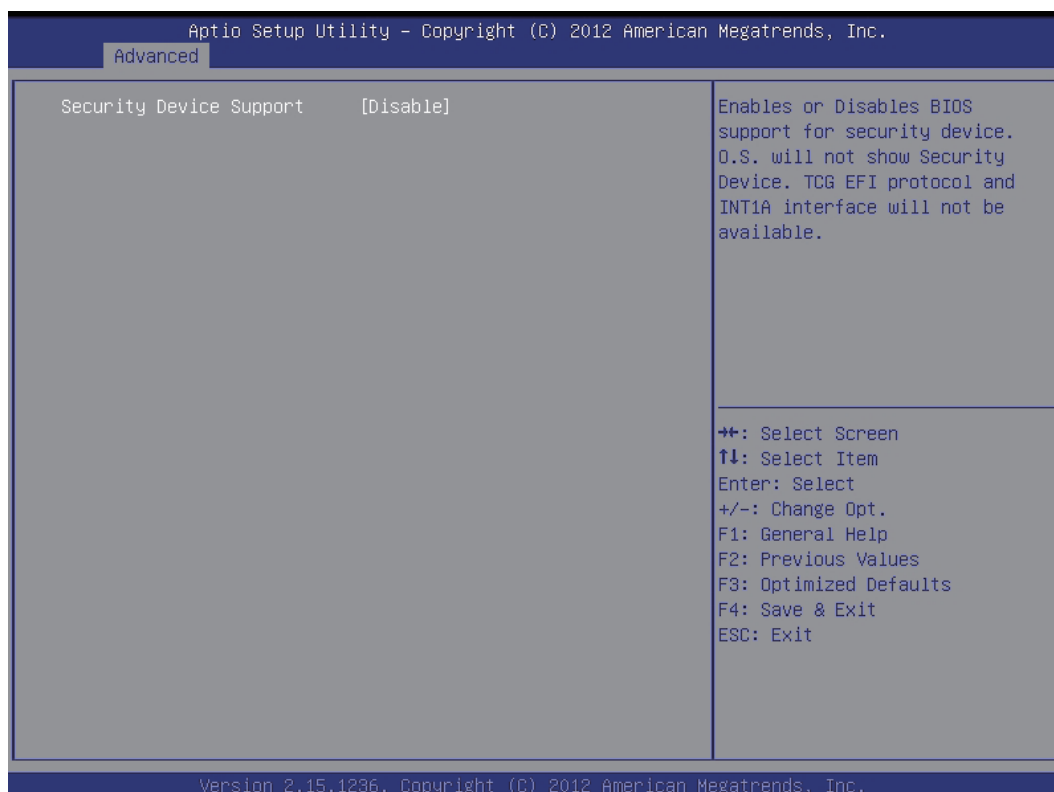 Aptio Setup Utility – Copyright (C) 2012 American Megatrends, Inc.
Advanced
Security Device Support [Disable]
Enables or Disables BIOS
support for security device.
O.S. will not show Security
Device. TCG EFI protocol and
INT1A interface will not be
available.
→←: Select Screen
↑↓: Select Item
Enter: Select
+/-: Change Opt.
F1: General Help
F2: Previous Values
F3: Optimized Defaults
F4: Save & Exit
ESC: Exit
Version 2.15.1236. Copyright (C) 2012 American Megatrends, Inc.